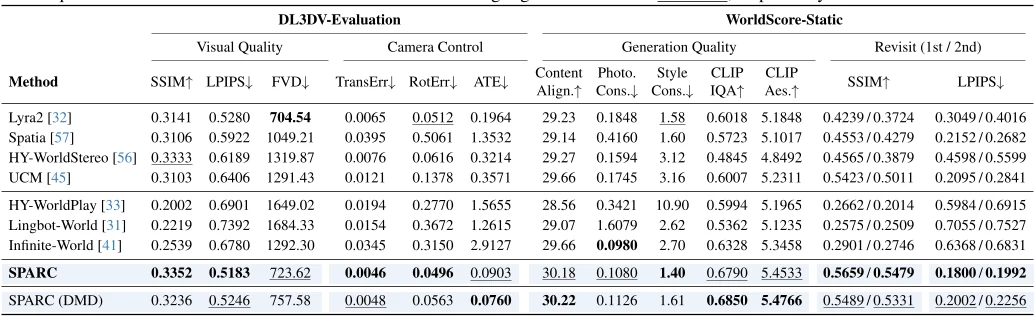 DL3DV-Evaluation WorldScore-Static
Visual Quality Camera Control Generation Quality Revisit (1st / 2nd)
Method SSIM↑ LPIPS↓ FVD↓ TransErr↓ RotErr↓ ATE↓ Content Align.↑ Photo. Cons.↓ Style Cons.↓ CLIP IQA↑ CLIP Aes.↑ SSIM↑ LPIPS↓
Lyra2 [32] 0.3141 0.5280 704.54 0.0065 0.0512 0.1964 29.23 0.1848 1.58 0.6018 5.1848 0.4239 / 0.3724 0.3049 / 0.4016
Spatia [57] 0.3106 0.5922 1049.21 0.0395 0.5061 1.3532 29.14 0.4160 1.60 0.5723 5.1017 0.4553 / 0.4279 0.2152 / 0.2682
HY-WorldStereo [56] 0.3333 0.6189 1319.87 0.0076 0.0616 0.3214 29.27 0.1594 3.12 0.4845 4.8492 0.4565 / 0.3879 0.4598 / 0.5599
UCM [45] 0.3103 0.6406 1291.43 0.0121 0.1378 0.3571 29.66 0.1745 3.16 0.6007 5.2311 0.5423 / 0.5011 0.2095 / 0.2841
HY-WorldPlay [33] 0.2002 0.6901 1649.02 0.0194 0.2770 1.5655 28.56 0.3421 10.90 0.5994 5.1965 0.2662 / 0.2014 0.5984 / 0.6915
Lingbot-World [31] 0.2219 0.7392 1684.33 0.0154 0.3672 1.2615 29.07 1.6079 2.62 0.5362 5.1235 0.2575 / 0.2509 0.7055 / 0.7527
Infinite-World [41] 0.2539 0.6780 1292.30 0.0345 0.3150 2.9127 29.66 0.0980 2.70 0.6328 5.3458 0.2901 / 0.2746 0.6368 / 0.6831
SPARC 0.3352 0.5183 723.62 0.0046 0.0496 0.0903 30.18 0.1080 1.40 0.6790 5.4533 0.5659 / 0.5479 0.1800 / 0.1992
SPARC (DMD) 0.3236 0.5246 757.58 0.0048 0.0563 0.0760 30.22 0.1126 1.61 0.6850 5.4766 0.5489 / 0.5331 0.2002 / 0.2256